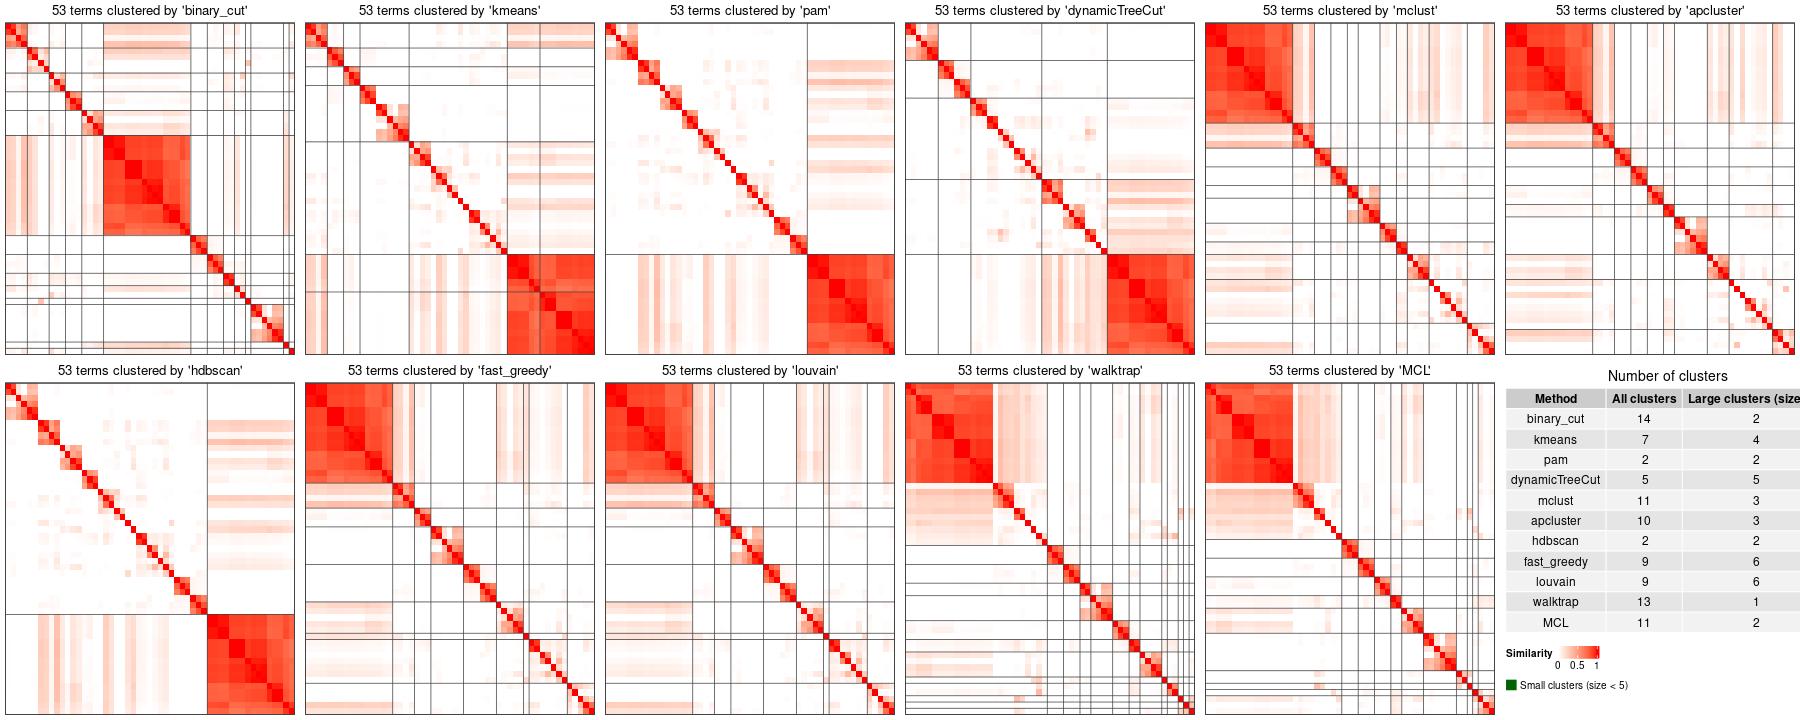 53 terms clustered by 'binary_cut'
53 terms clustered by 'kmeans'
53 terms clustered by 'pam'
53 terms clustered by 'dynamicTreeCut'
53 terms clustered by 'mclust'
53 terms clustered by 'apcluster'
53 terms clustered by 'hdbscan'
53 terms clustered by 'fast_greedy'
53 terms clustered by 'louvain'
53 terms clustered by 'walktrap'
53 terms clustered by 'MCL'
Number of clusters
Method All clusters Large clusters (size
binary_cut 14 2
kmeans 7 4
pam 2 2
dynamicTreeCut 5 5
mclust 11 3
apcluster 10 3
hdbscan 2 2
fast_greedy 9 6
louvain 9 6
walktrap 13 1
MCL 11 2
Similarity
0 0.5 1
Small clusters (size < 5)